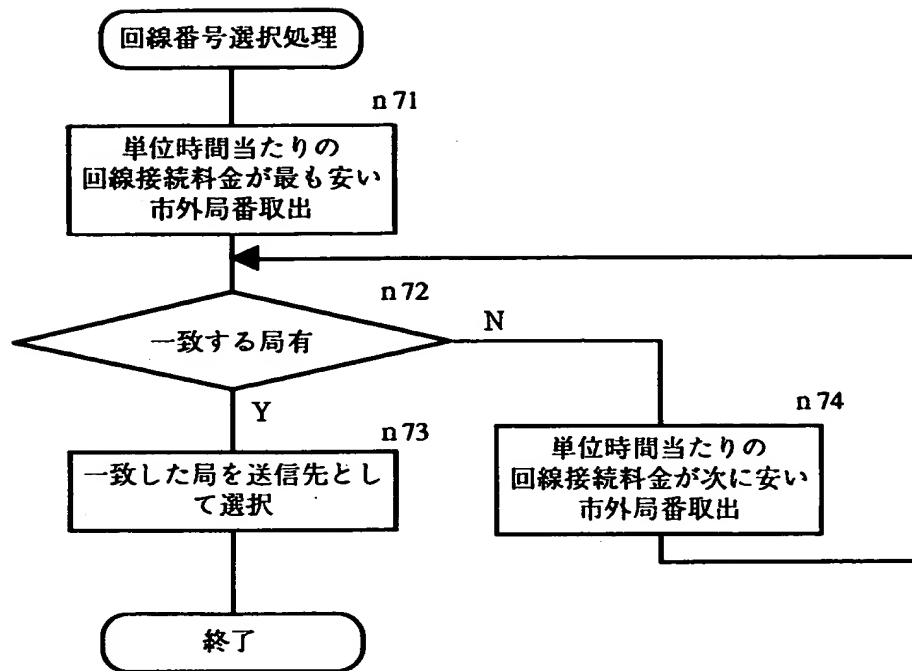 回線番号選択処理
n71
単位時間当たりの
回線接続料金が最も安い
市外局番取出
n72
一致する局有
N
Y
n73
一致した局を送信先とし
て選択
n74
単位時間当たりの
回線接続料金が次に安い
市外局番取出
終了